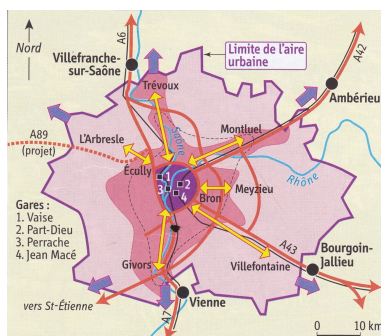 Nord
A6
Villefranche-
sur-Saône
Limite de l'aire
urbaine
A42
Trévoux
Ambérieu
A89
(projet)
L'Arbresle
Saône
Montluel
Écully
Rhône
1
2
3
4
Bron
Meyzieu
Gares :
1. Vaise
2. Part-Dieu
3. Perrache
4. Jean Macé
A43
Bourgoin-
Jallieu
Givors
Villefontaine
vers St-Étienne
Vienne
A7
0 10 km